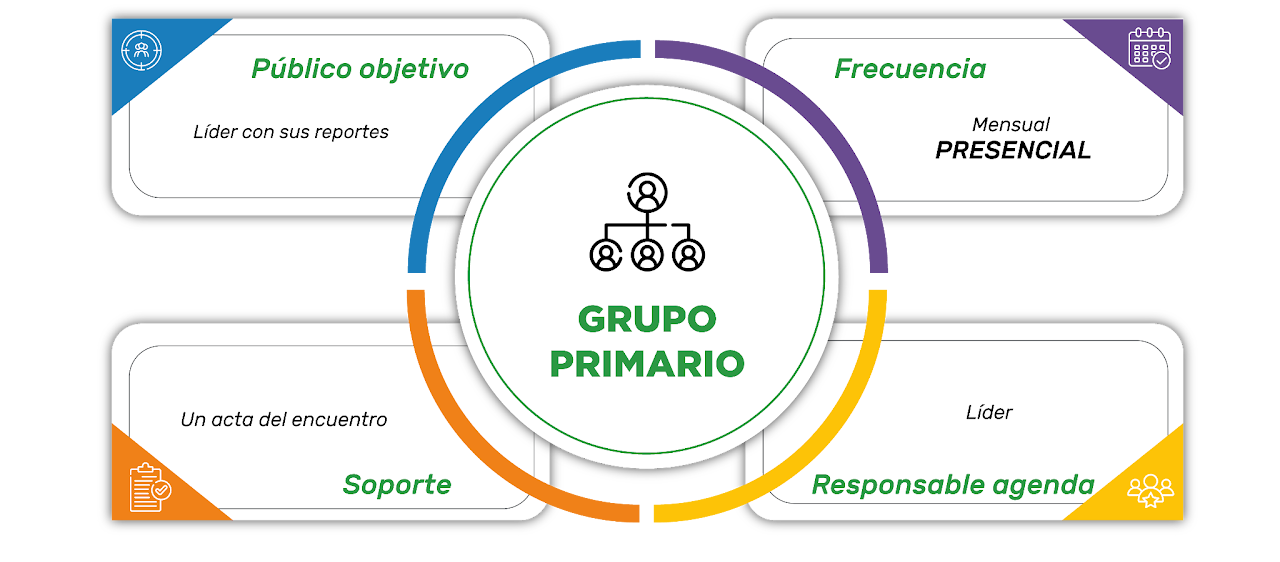 Público objetivo
Líder con sus reportes
Frecuencia
Mensual
PRESENCIAL
GRUPO
PRIMARIO
Un acta del encuentro
Soporte
Líder
Responsable agenda